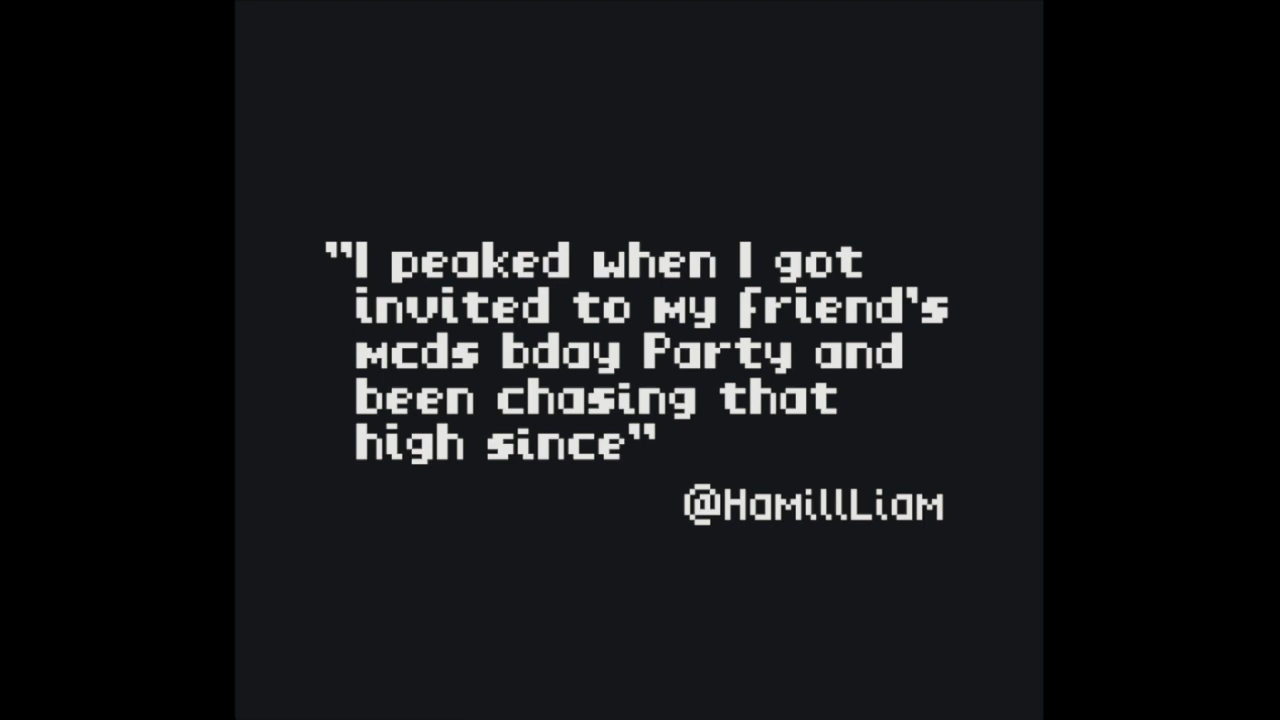 "I peaked when I got
invited to my friend's
mcds bday Party and
been chasing that
high since"
@HamillLiam